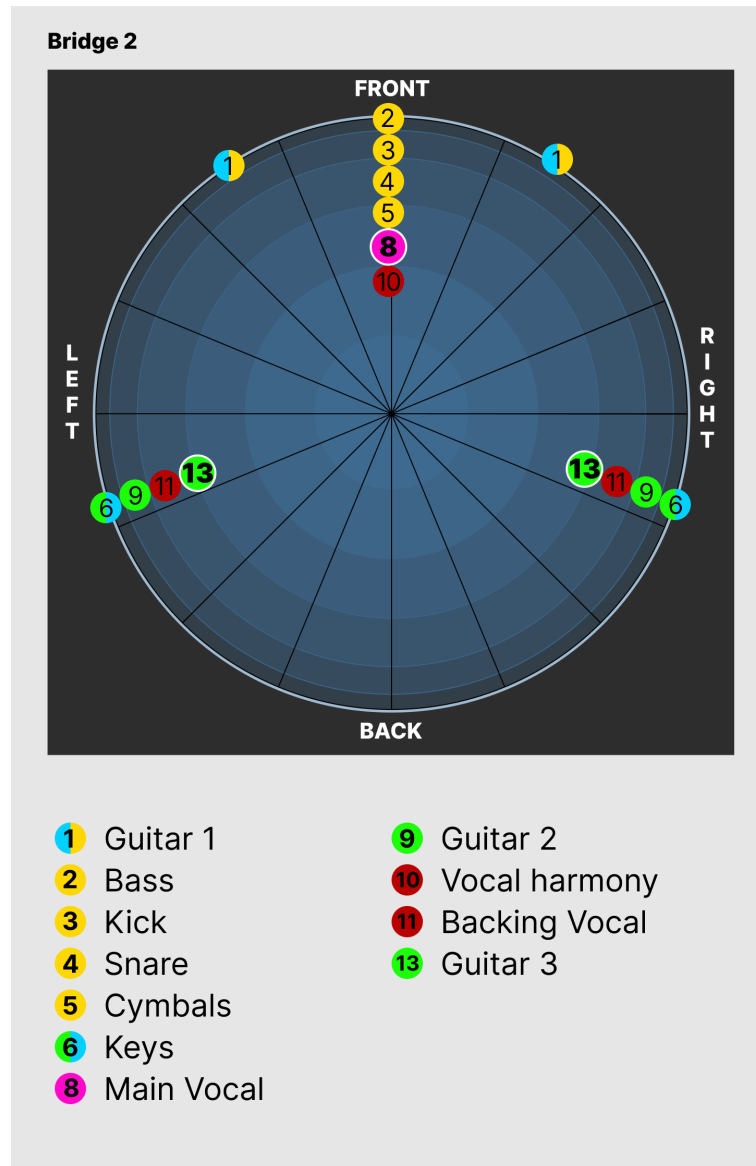 Bridge 2
FRONT
2
1
1
3
4
5
8
10
LEFT
RIGHT
13
13
11
11
9
9
6
6
BACK
1 Guitar 1
2 Bass
3 Kick
4 Snare
5 Cymbals
6 Keys
8 Main Vocal
9 Guitar 2
10 Vocal harmony
11 Backing Vocal
13 Guitar 3